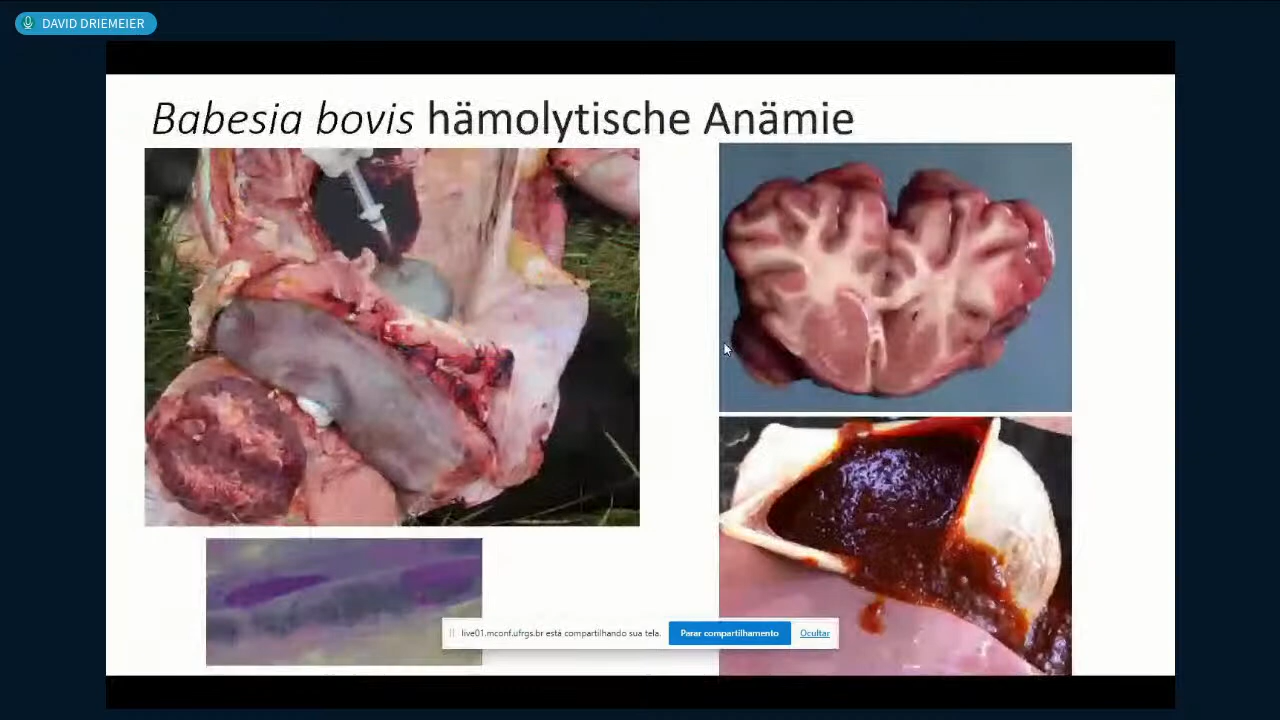 DAVID DRIEMEIER
Babesia bovis hämolytische Anämie
live01.mconf.ufrgs.br está compartilhando sua tela.
Parar compartilhamento
Ocultar